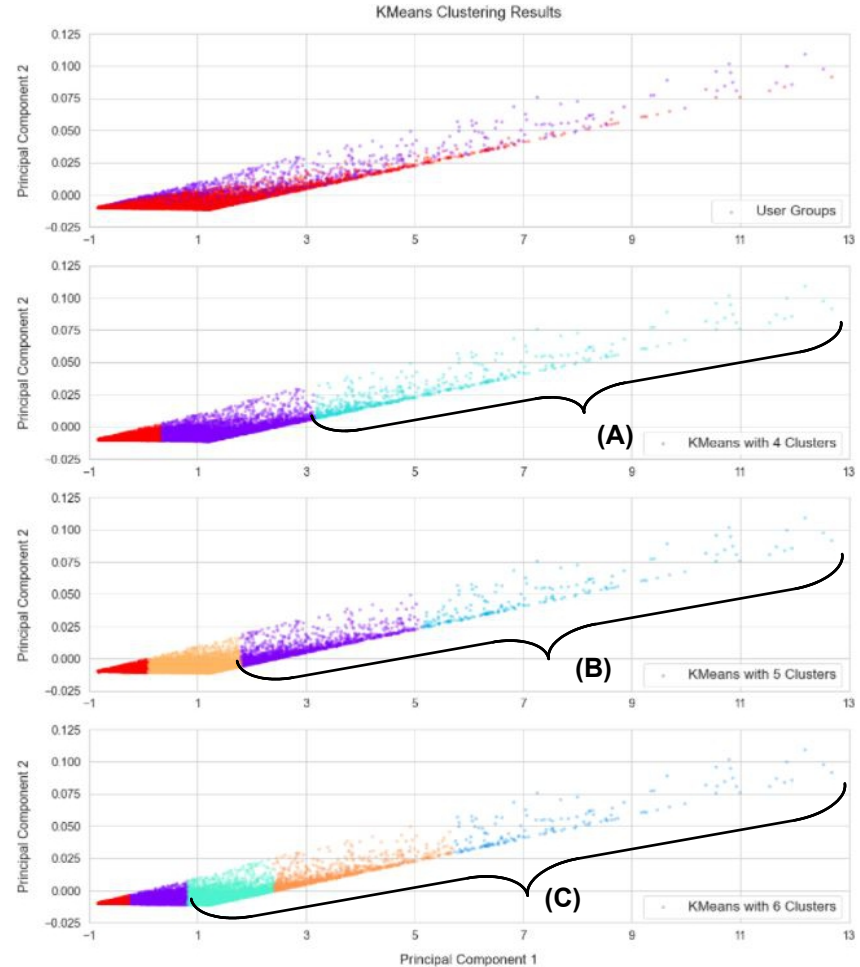 KMeans Clustering Results
Principal Component 2
0.125
0.100
0.075
0.050
0.025
0.000
−0.025
−1 1 3 5 7 9 11 13
User Groups
Principal Component 2
0.125
0.100
0.075
0.050
0.025
0.000
−0.025
−1 1 3 5 7 9 11 13
(A)
KMeans with 4 Clusters
Principal Component 2
0.125
0.100
0.075
0.050
0.025
0.000
−0.025
−1 1 3 5 7 9 11 13
(B)
KMeans with 5 Clusters
Principal Component 2
0.125
0.100
0.075
0.050
0.025
0.000
−0.025
−1 1 3 5 7 9 11 13
(C)
KMeans with 6 Clusters
Principal Component 1